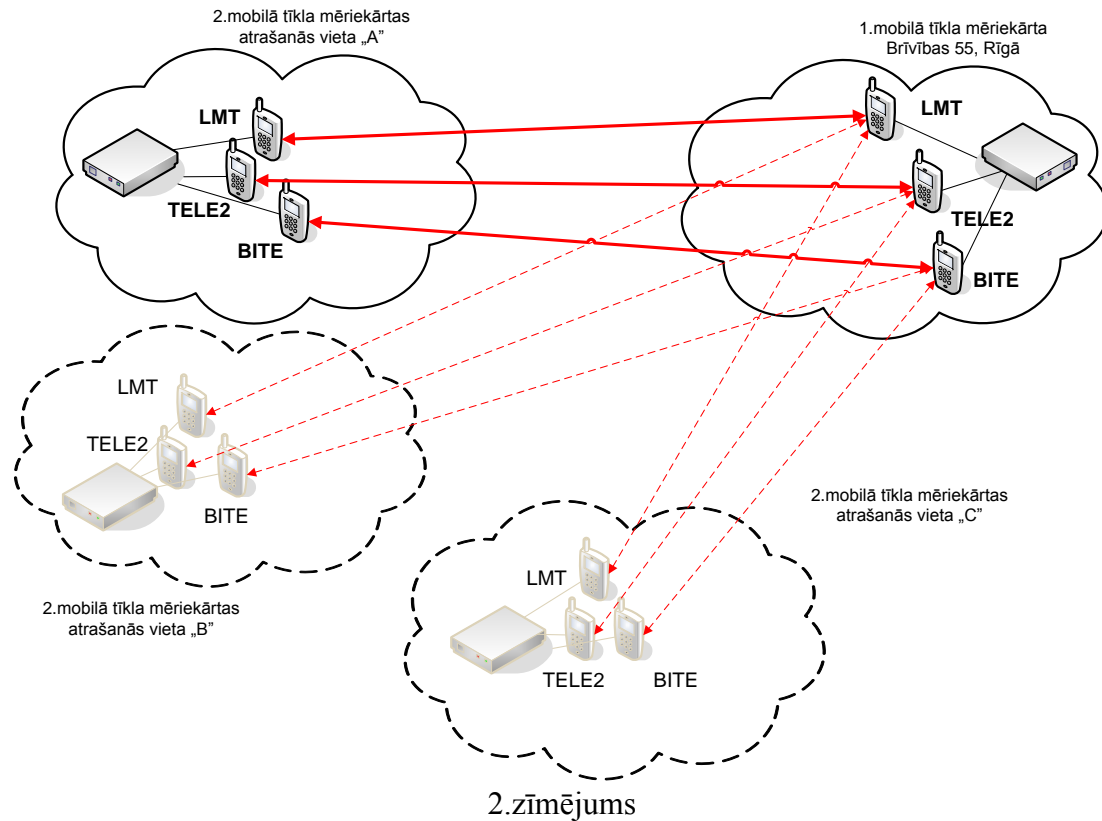 2.mobilā tīkla mēriekārtas
atrašanās vieta „A”
LMT
TELE2
BITE
1.mobilā tīkla mēriekārta
Brīvības 55, Rīgā
LMT
TELE2
BITE
LMT
TELE2
BITE
2.mobilā tīkla mēriekārtas
atrašanās vieta „B”
2.mobilā tīkla mēriekārtas
atrašanās vieta „C”
LMT
TELE2
BITE
2.zīmējums